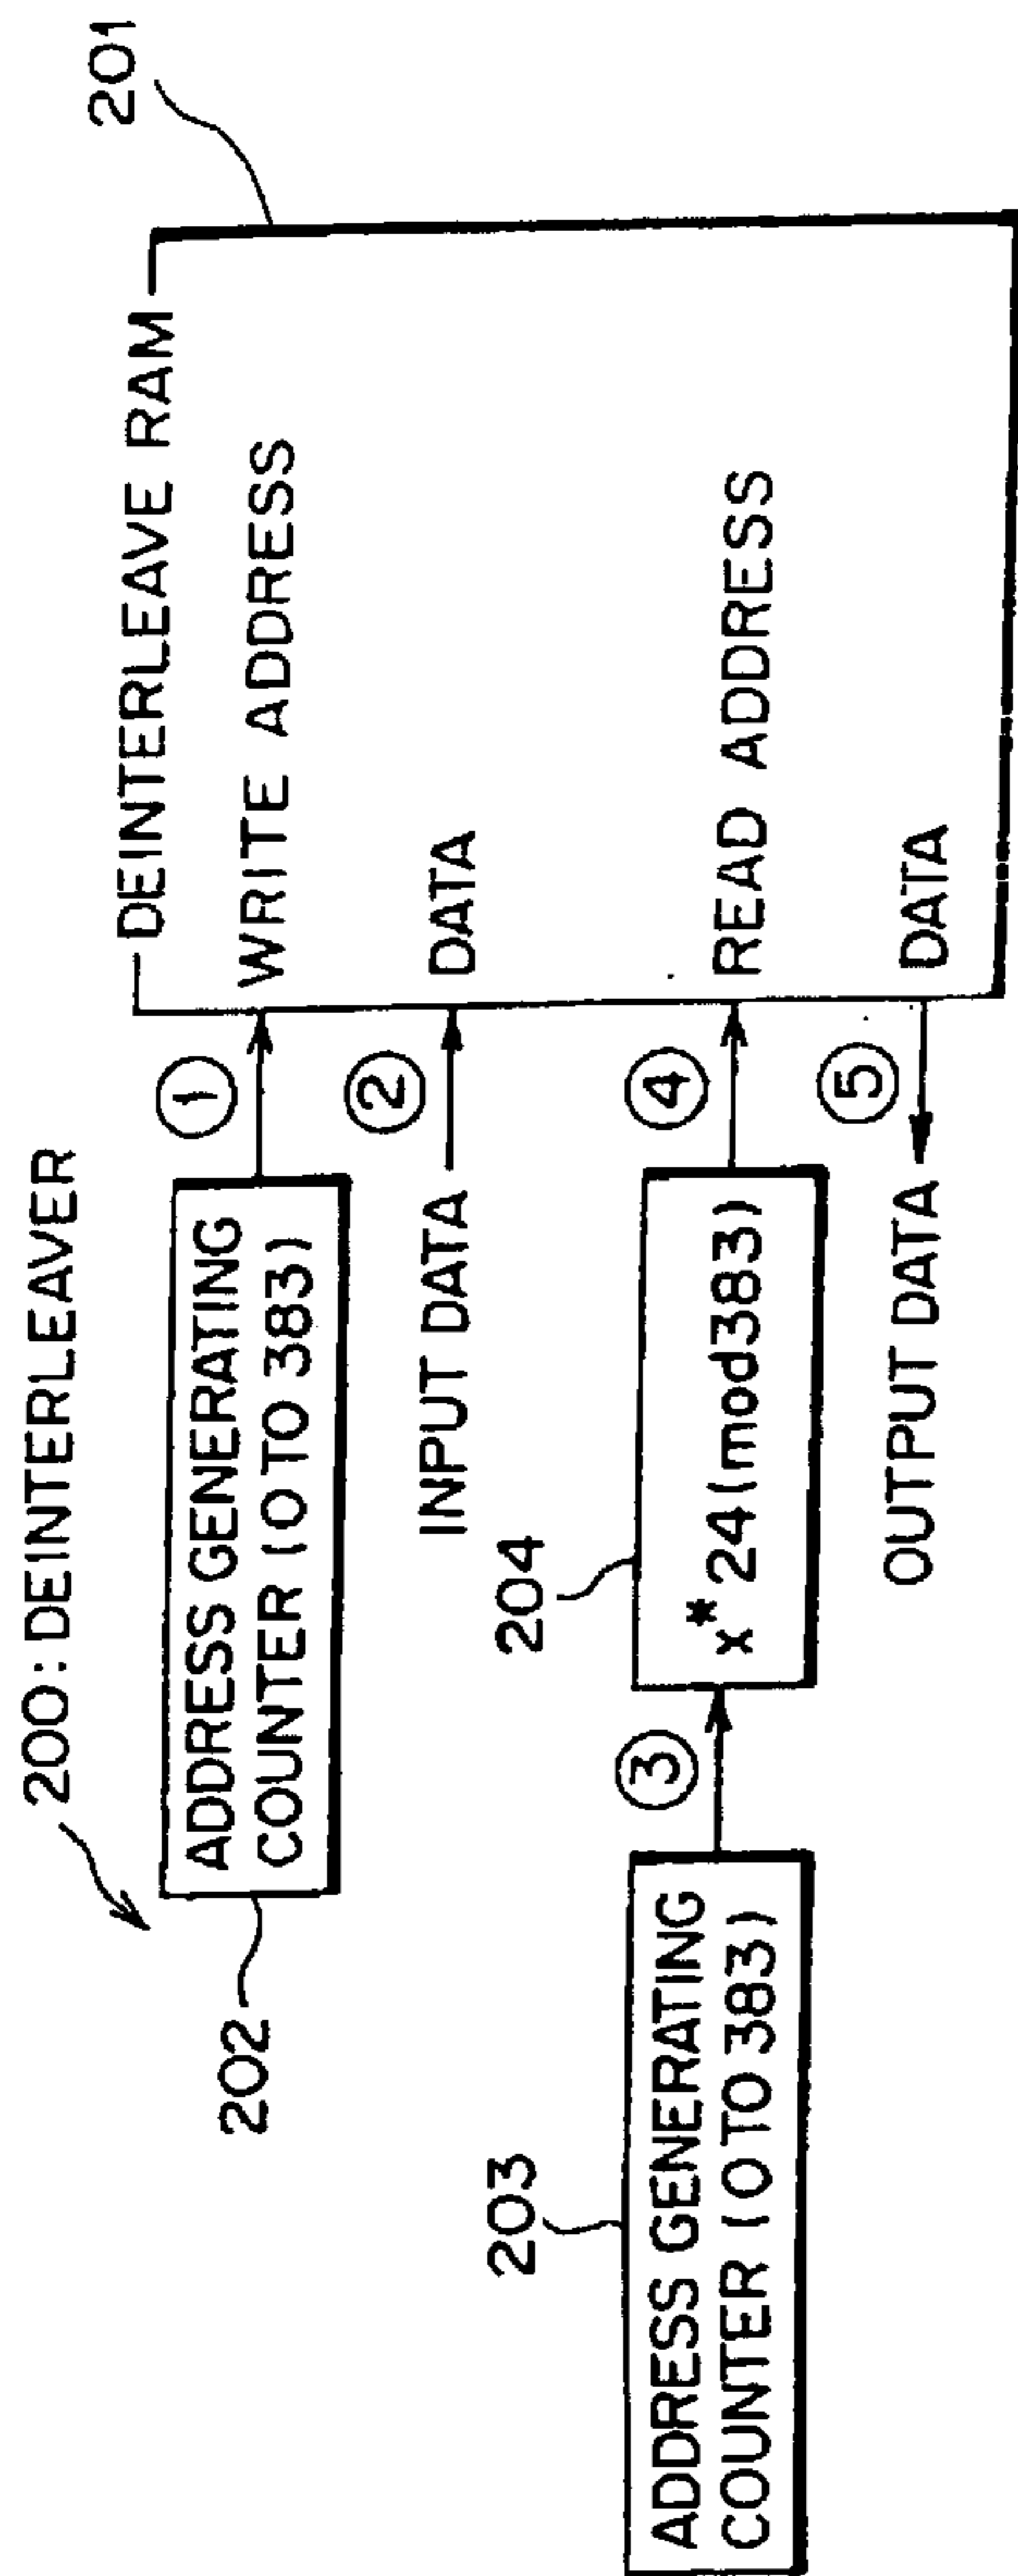 200: DEINTERLEAVER
201
DEINTERLEAVE RAM
202
ADDRESS GENERATING
COUNTER (0 TO 383)
①
WRITE ADDRESS
INPUT DATA
②
DATA
203
ADDRESS GENERATING
COUNTER (0 TO 383)
③
204
x*24(mod383)
④
READ ADDRESS
OUTPUT DATA
⑤
DATA